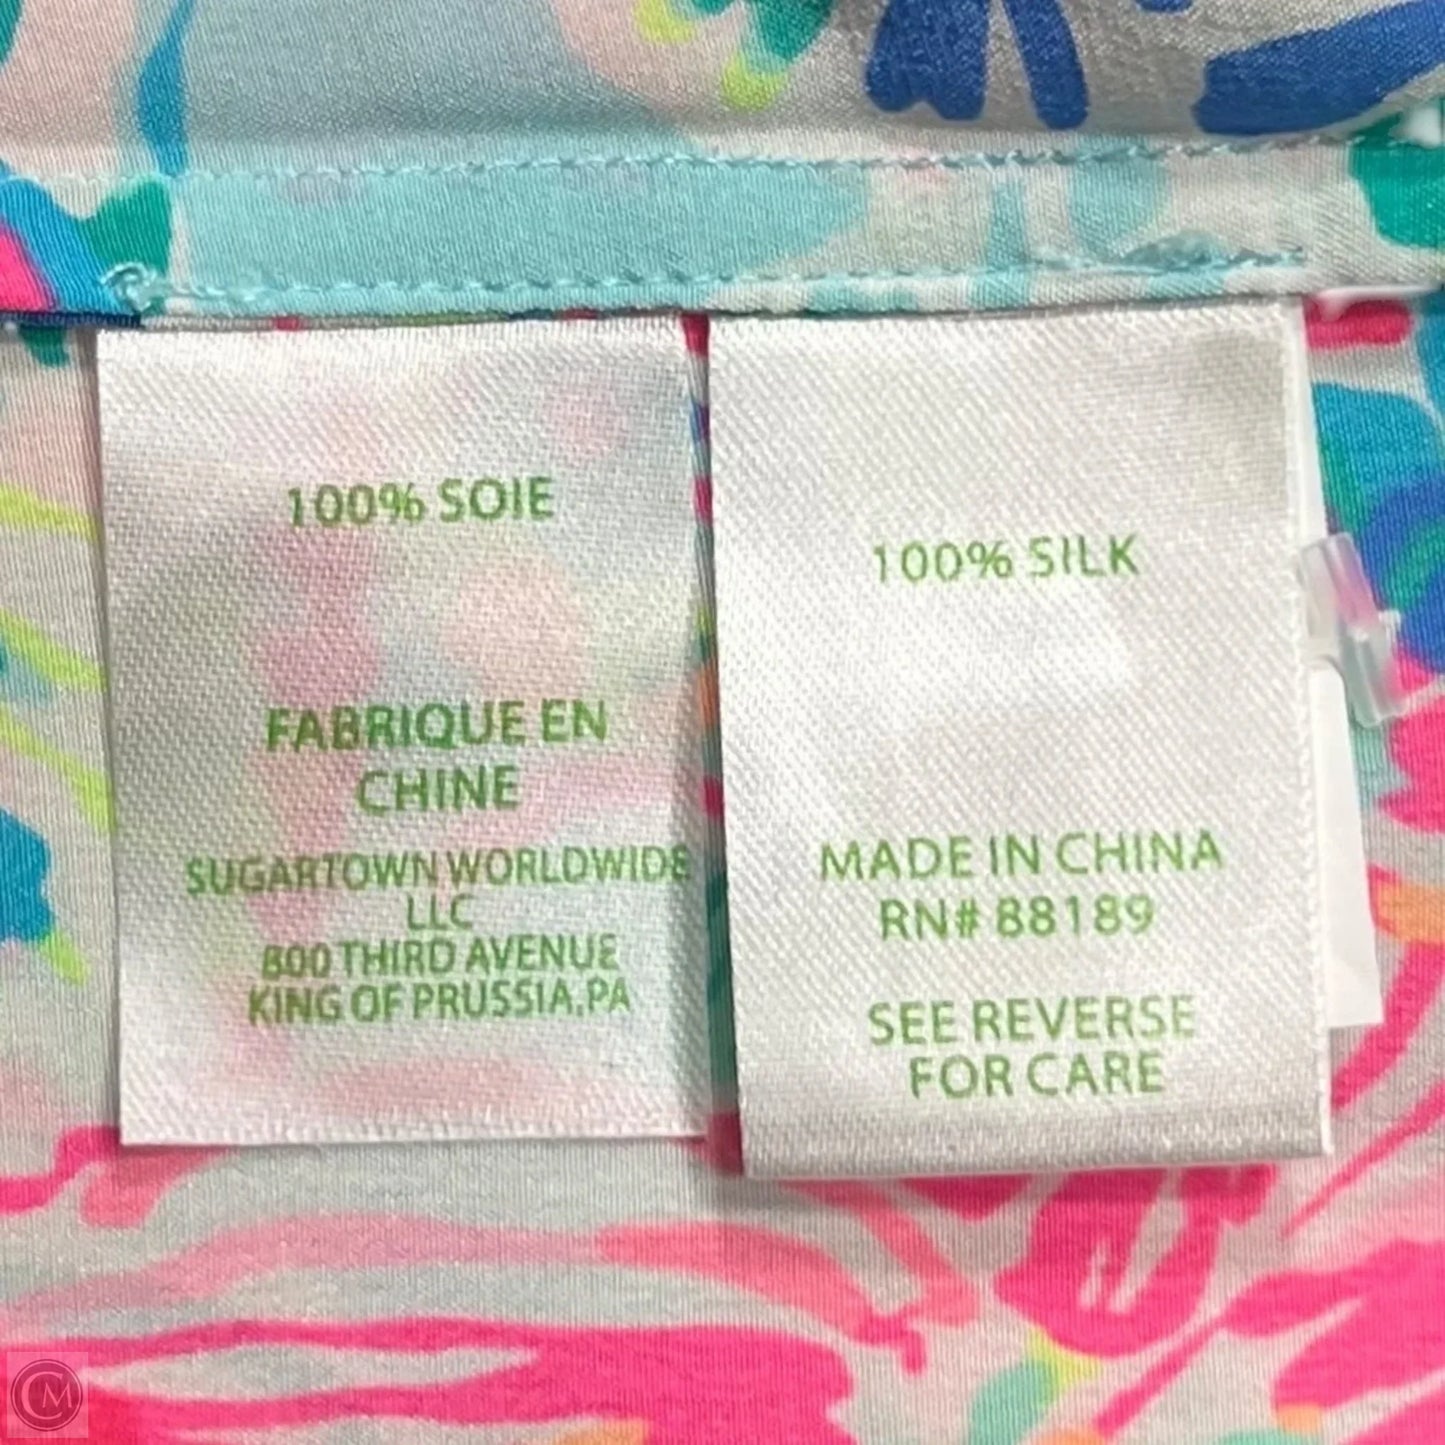 100% SOIE
FABRIQUE EN
CHINE
SUGARTOWN WORLDWIDE
LLC
800 THIRD AVENUE
KING OF PRUSSIA.PA
100% SILK
MADE IN CHINA
RN# 88189
SEE REVERSE
FOR CARE
CM